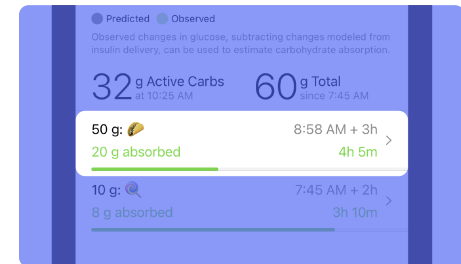 Predicted Observed
Observed changes in glucose, subtracting changes modeled from
insulin delivery, can be used to estimate carbohydrate absorption.
32 g Active Carbs at 10:25 AM 60 g Total since 7:45 AM
50 g: 🌮 8:58 AM + 3h
20 g absorbed 4h 5m
10 g: 🍭 7:45 AM + 2h
8 g absorbed 3h 10m